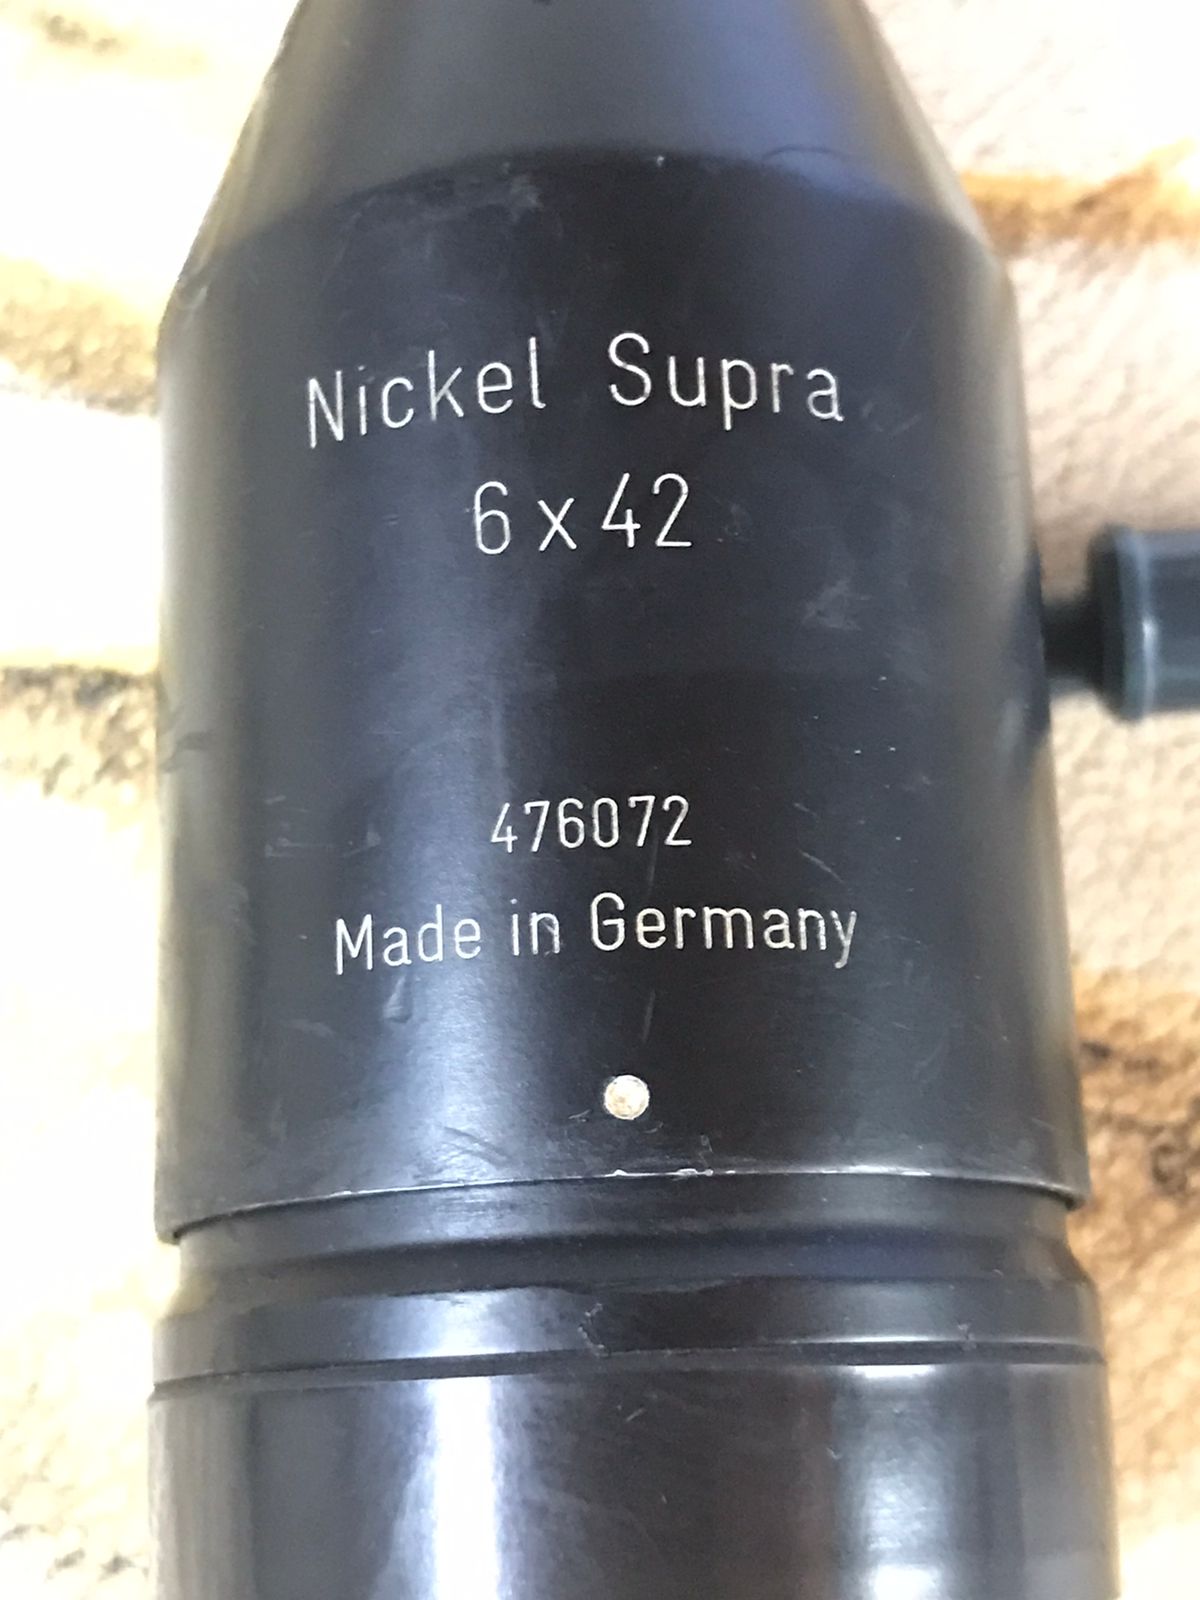 Nickel Supra
6 x 42
476072
Made in Germany